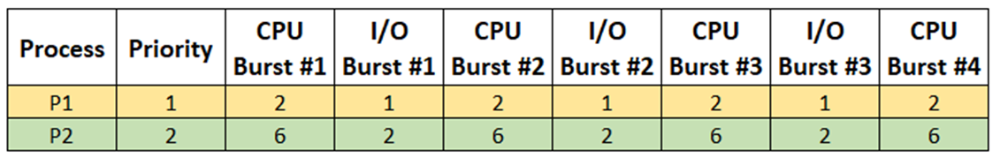 Process Priority CPU Burst #1 I/O Burst #1 CPU Burst #2 I/O Burst #2 CPU Burst #3 I/O Burst #3 CPU Burst #4
P1 1 2 1 2 1 2 1 2
P2 2 6 2 6 2 6 2 6